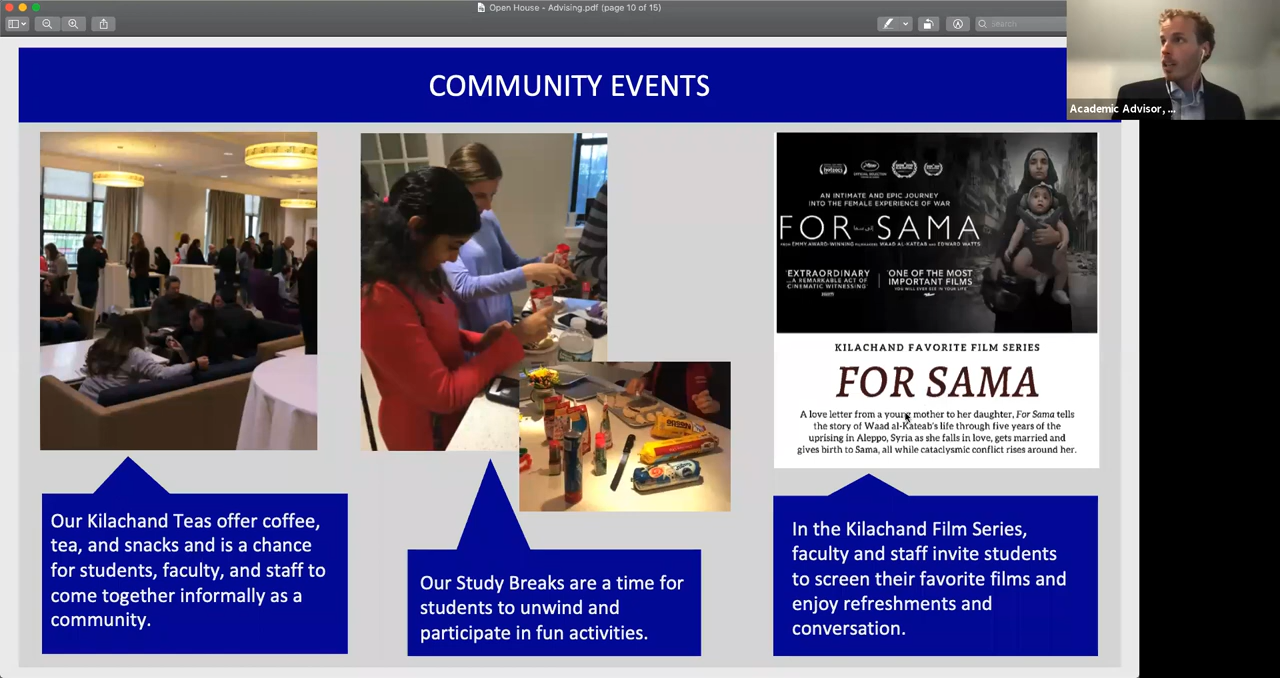 Open House - Advising.pdf (page 10 of 15)
Search
Academic Advisor, ...
COMMUNITY EVENTS
AN INTIMATE AND EPIC JOURNEY
INTO THE FEMALE EXPERIENCE OF WAR
FOR SAMA
FROM EMMY AWARD-WINNING FILMMAKERS WAAD AL-KATEAB AND EDWARD WATTS
'EXTRAORDINARY
...A REMARKABLE ACT OF
CINEMATIC WITNESSING'
'ONE OF THE MOST
IMPORTANT FILMS
YOU WILL EVER SEE IN YOUR LIFE'
KILACHAND FAVORITE FILM SERIES
FOR SAMA
A love letter from a young mother to her daughter, For Sama tells
the story of Waad al-Kateab's life through five years of the
uprising in Aleppo, Syria as she falls in love, gets married and
gives birth to Sama, all while cataclysmic conflict rises around her.
Our Kilachand Teas offer coffee,
tea, and snacks and is a chance
for students, faculty, and staff to
come together informally as a
community.
Our Study Breaks are a time for
students to unwind and
participate in fun activities.
In the Kilachand Film Series,
faculty and staff invite students
to screen their favorite films and
enjoy refreshments and
conversation.